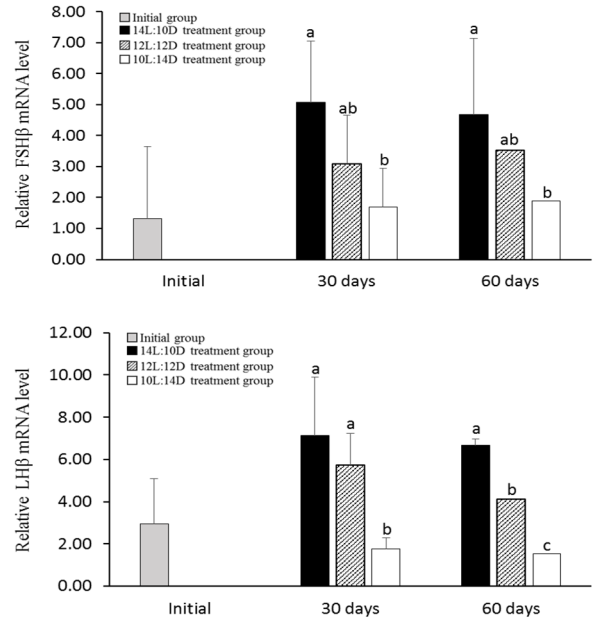 Relative FSHβ mRNA level
8.00
7.00
6.00
5.00
4.00
3.00
2.00
1.00
0.00
Initial group
14L:10D treatment group
12L:12D treatment group
10L:14D treatment group
a
ab
b
a
ab
b
Initial
30 days
60 days
Relative LHβ mRNA level
12.00
10.00
8.00
6.00
4.00
2.00
0.00
Initial group
14L:10D treatment group
12L:12D treatment group
10L:14D treatment group
a
a
b
a
b
c
Initial
30 days
60 days